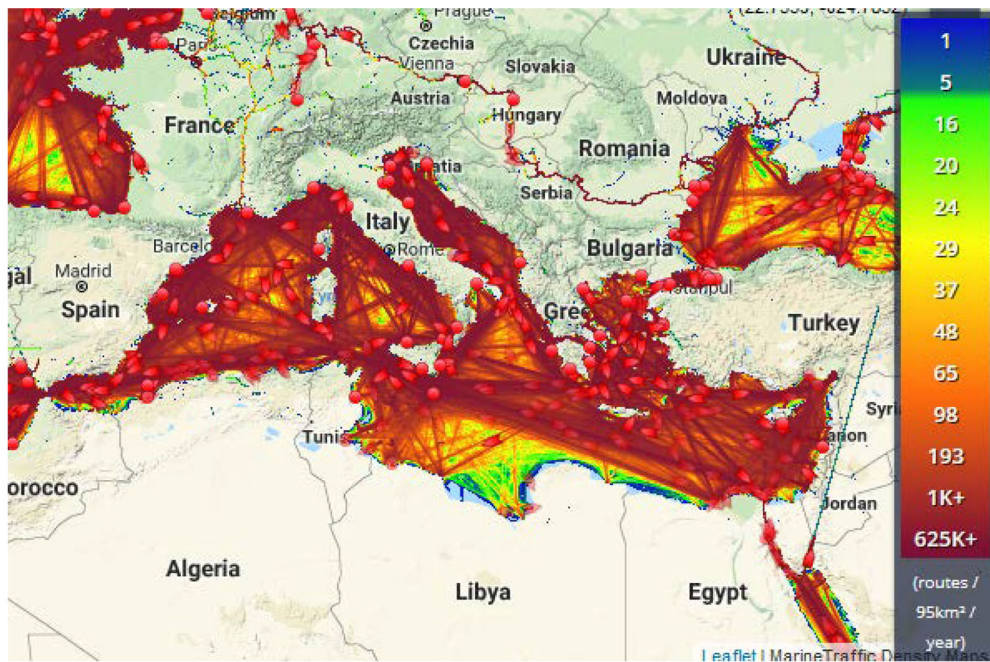 Belgium
Prague
Paris
Czechia
Vienna
Slovakia
Ukraine
Austria
Moldova
France
Hungary
Romania
Serbia
Italy
Barcelo
Rome
Bulgaria
Madrid
Spain
Istanbul
Turkey
Tunis
Syri
Jordan
orocco
Algeria
Libya
Egypt
1
5
16
20
24
29
37
48
65
98
193
1K+
625K+
(routes /
95km² /
year)
Leaflet | MarineTraffic Density Maps